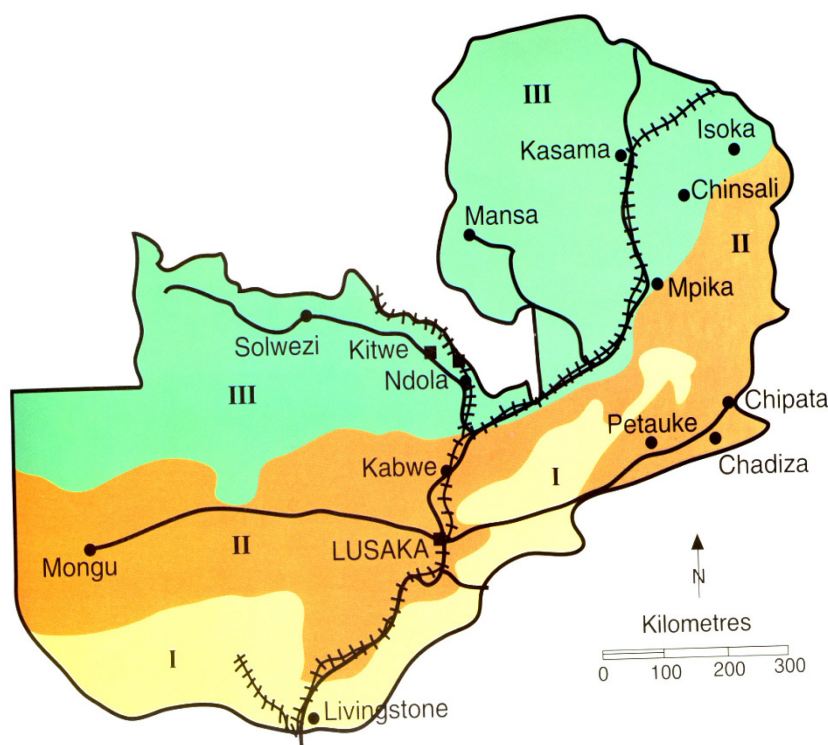 III
Isoka
Kasama
Chinsali
Mansa
II
Mpika
Solwezi
Kitwe
Ndola
III
Chipata
Petauke
Kabwe
I
Chadiza
LUSAKA
II
Mongu
N
Kilometres
I
0 100 200 300
Livingstone